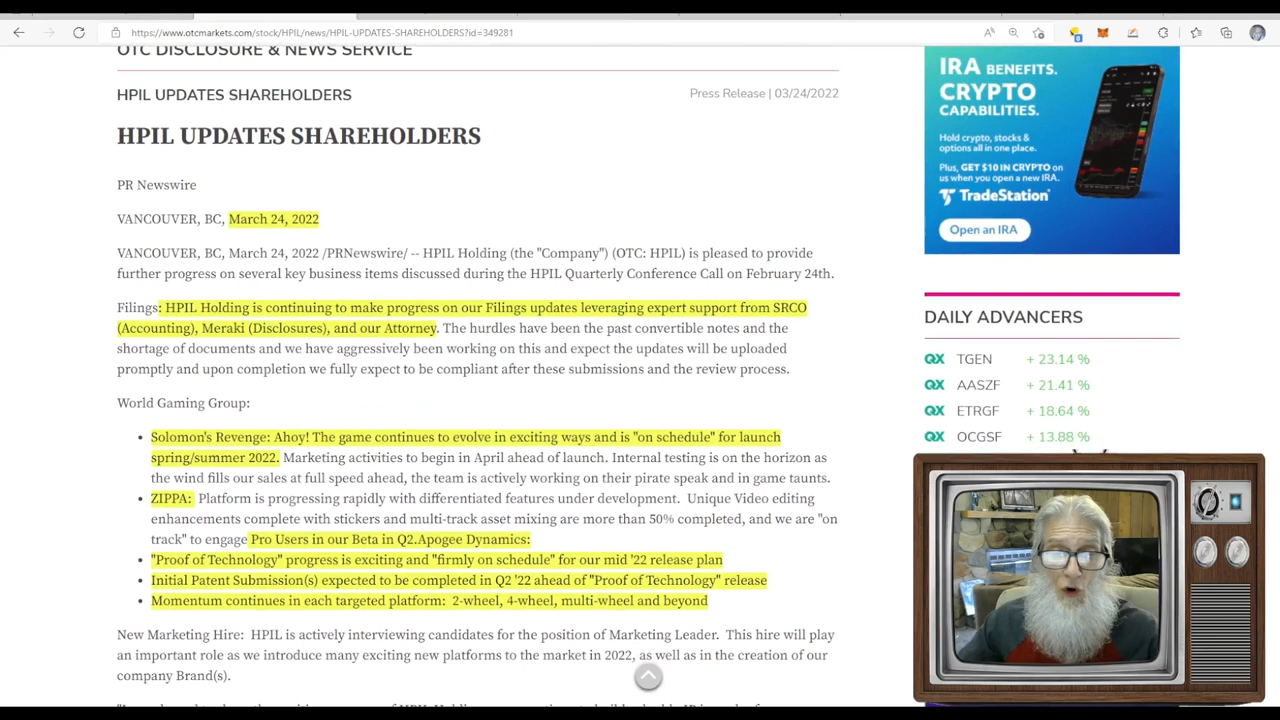 https://www.otcmarkets.com/stock/HPIL/news/HPIL-UPDATES-SHAREHOLDERS?id=349281
OTC DISCLOSURE & NEWS SERVICE
HPIL UPDATES SHAREHOLDERS
Press Release | 03/24/2022
HPIL UPDATES SHAREHOLDERS
PR Newswire
VANCOUVER, BC, March 24, 2022
VANCOUVER, BC, March 24, 2022 /PRNewswire/ -- HPIL Holding (the "Company") (OTC: HPIL) is pleased to provide
further progress on several key business items discussed during the HPIL Quarterly Conference Call on February 24th.
Filings: HPIL Holding is continuing to make progress on our Filings updates leveraging expert support from SRCO
(Accounting), Meraki (Disclosures), and our Attorney. The hurdles have been the past convertible notes and the
shortage of documents and we have aggressively been working on this and expect the updates will be uploaded
promptly and upon completion we fully expect to be compliant after these submissions and the review process.
World Gaming Group:
• Solomon's Revenge: Ahoy! The game continues to evolve in exciting ways and is "on schedule" for launch
spring/summer 2022. Marketing activities to begin in April ahead of launch. Internal testing is on the horizon as
the wind fills our sales at full speed ahead, the team is actively working on their pirate speak and in game taunts.
• ZIPPA: Platform is progressing rapidly with differentiated features under development. Unique Video editing
enhancements complete with stickers and multi-track asset mixing are more than 50% completed, and we are "on
track" to engage Pro Users in our Beta in Q2.Apogee Dynamics:
• "Proof of Technology" progress is exciting and "firmly on schedule" for our mid '22 release plan
• Initial Patent Submission(s) expected to be completed in Q2 '22 ahead of "Proof of Technology" release
• Momentum continues in each targeted platform: 2-wheel, 4-wheel, multi-wheel and beyond
New Marketing Hire: HPIL is actively interviewing candidates for the position of Marketing Leader. This hire will play
an important role as we introduce many exciting new platforms to the market in 2022, as well as in the creation of our
company Brand(s).
IRA BENEFITS.
CRYPTO
CAPABILITIES.
Hold crypto, stocks &
options all in one place.
Plus, GET $10 IN CRYPTO on
us when you open a new IRA.
TradeStation
Open an IRA
DAILY ADVANCERS
QX TGEN + 23.14 %
QX AASZF + 21.41 %
QX ETRGF + 18.64 %
QX OCGSF + 13.88 %